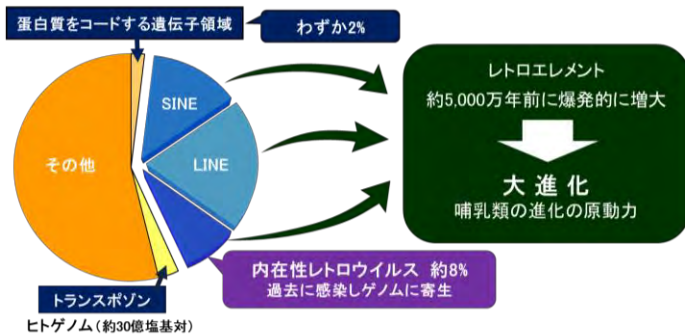 蛋白質をコードする遺伝子領域
わずか2%
SINE
LINE
その他
レトロエレメント
約5,000万年前に爆発的に増大
大進化
哺乳類の進化の原動力
内在性レトロウイルス 約8%
過去に感染しゲノムに寄生
トランスポゾン
ヒトゲノム(約30億塩基対)